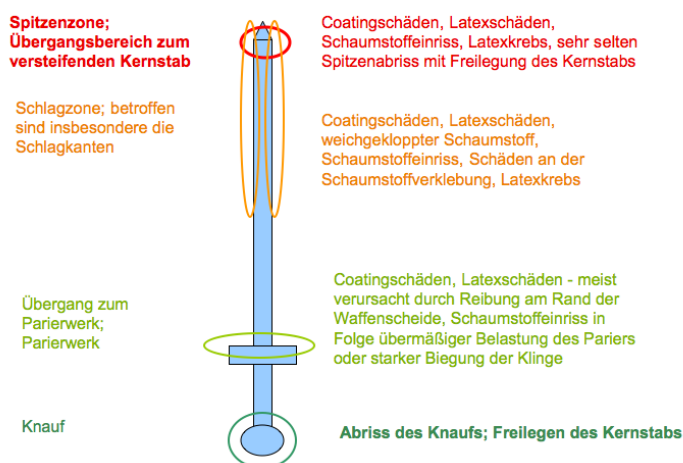 Spitzenzone;
Übergangsbereich zum
versteifenden Kernstab
Coatingschäden, Latexschäden,
Schaumstoffeinriss, Latexkrebs, sehr selten
Spitzenabriss mit Freilegung des Kernstabs
Schlagzone; betroffen
sind insbesondere die
Schlagkanten
Coatingschäden, Latexschäden,
weichgekloppter Schaumstoff,
Schaumstoffeinriss, Schäden an der
Schaumstoffverklebung, Latexkrebs
Übergang zum
Parierwerk;
Parierwerk
Coatingschäden, Latexschäden - meist
verursacht durch Reibung am Rand der
Waffenscheide, Schaumstoffeinriss in
Folge übermäßiger Belastung des Pariers
oder starker Biegung der Klinge
Knauf
Abriss des Knaufs; Freilegen des Kernstabs